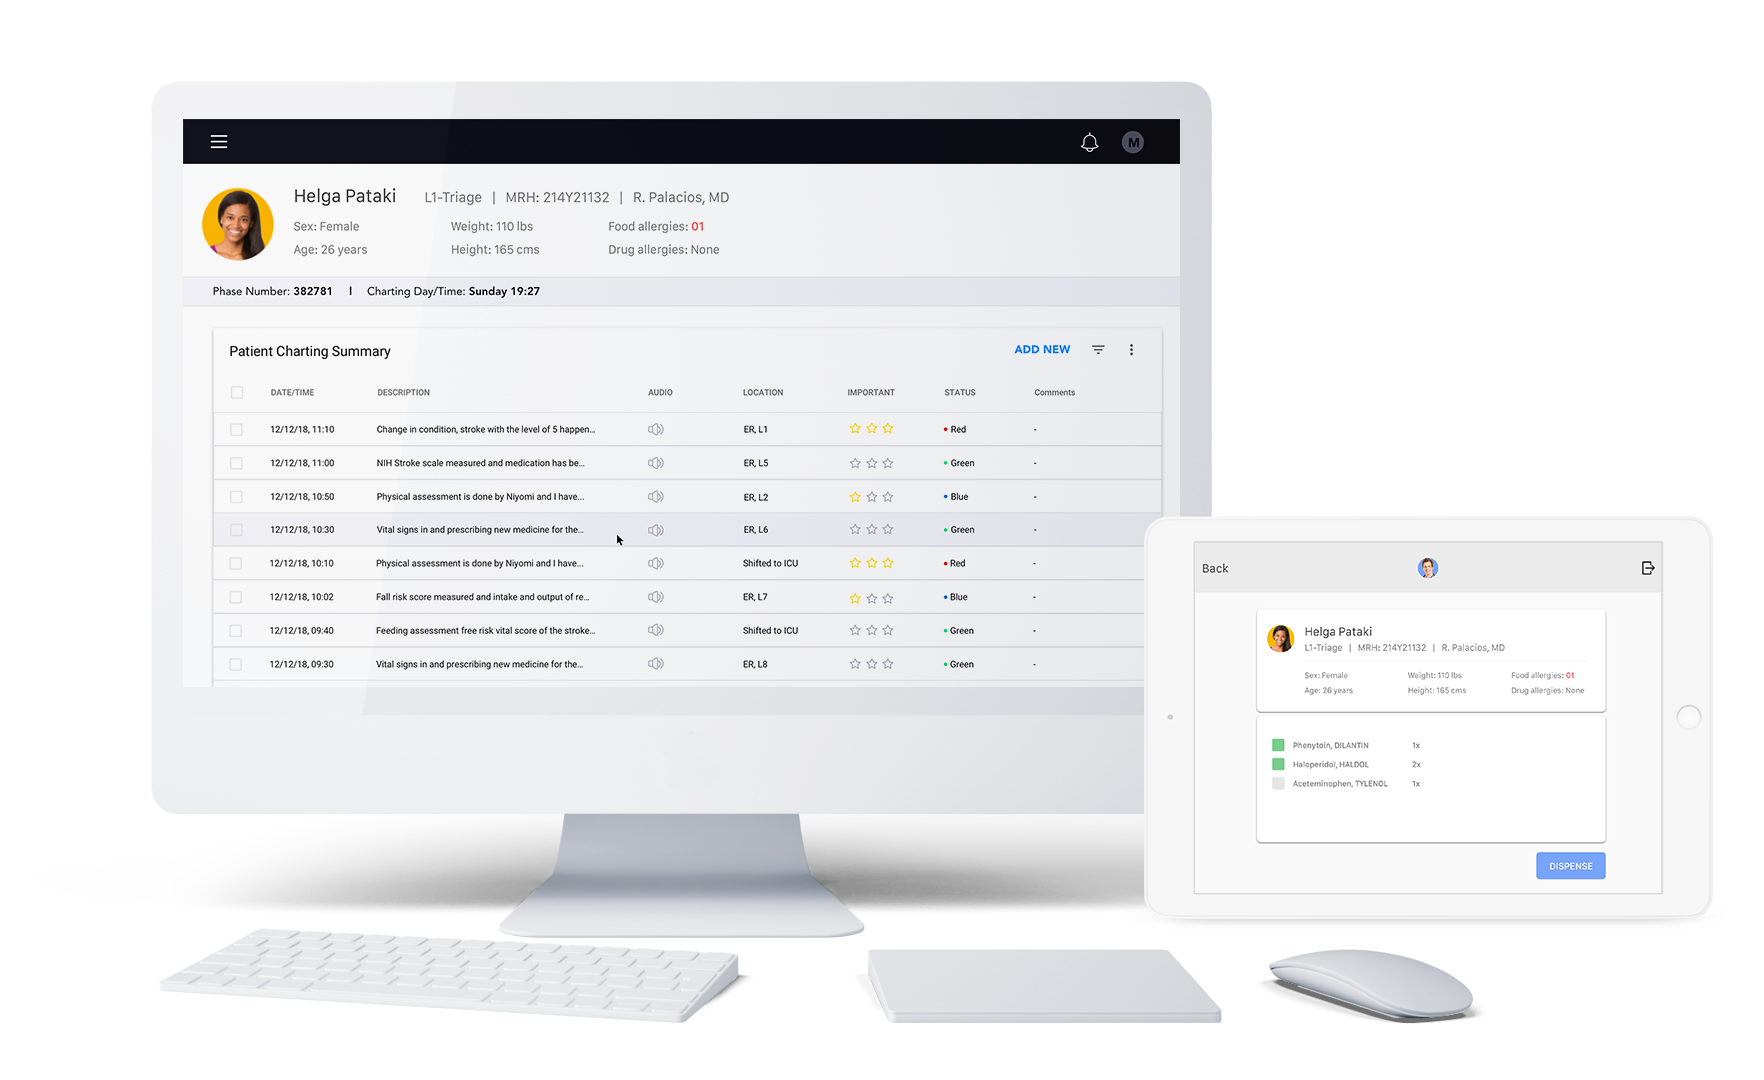 M
Helga Pataki L1-Triage | MRH: 214Y21132 | R. Palacios, MD
Sex: Female Weight: 110 lbs Food allergies: 01
Age: 26 years Height: 165 cms Drug allergies: None
Phase Number: 382781 | Charting Day/Time: Sunday 19:27
Patient Charting Summary ADD NEW
DATE/TIME DESCRIPTION AUDIO LOCATION IMPORTANT STATUS Comments
12/12/18, 11:10 Change in condition, stroke with the level of 5 happen... ER, L1 Red -
12/12/18, 11:00 NIH Stroke scale measured and medication has be... ER, L5 Green -
12/12/18, 10:50 Physical assessment is done by Niyomi and I have... ER, L2 Blue -
12/12/18, 10:30 Vital signs in and prescribing new medicine for the... ER, L6 Green -
12/12/18, 10:10 Physical assessment is done by Niyomi and I have... Shifted to ICU Red -
12/12/18, 10:02 Fall risk score measured and intake and output of re... ER, L7 Blue -
12/12/18, 09:40 Feeding assessment free risk vital score of the stroke... Shifted to ICU Green -
12/12/18, 09:30 Vital signs in and prescribing new medicine for the... ER, L8 Green -
Back
Helga Pataki
L1-Triage | MRH: 214Y21132 | R. Palacios, MD
Sex: Female Weight: 110 lbs Food allergies: 01
Age: 26 years Height: 165 cms Drug allergies: None
Phenytoin, DILANTIN 1x
Haloperidol, HALDOL 2x
Aceteminophen, TYLENOL 1x
DISPENSE